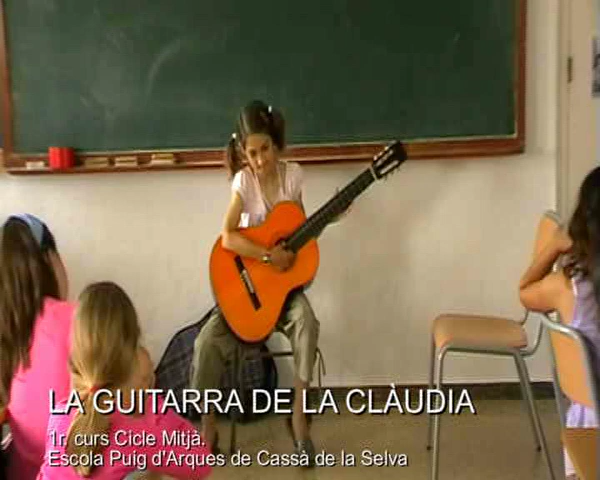 LA GUITARRA DE LA CLÀUDIA
1r. curs Cicle Mitjà.
Escola Puig d'Arques de Cassà de la Selva